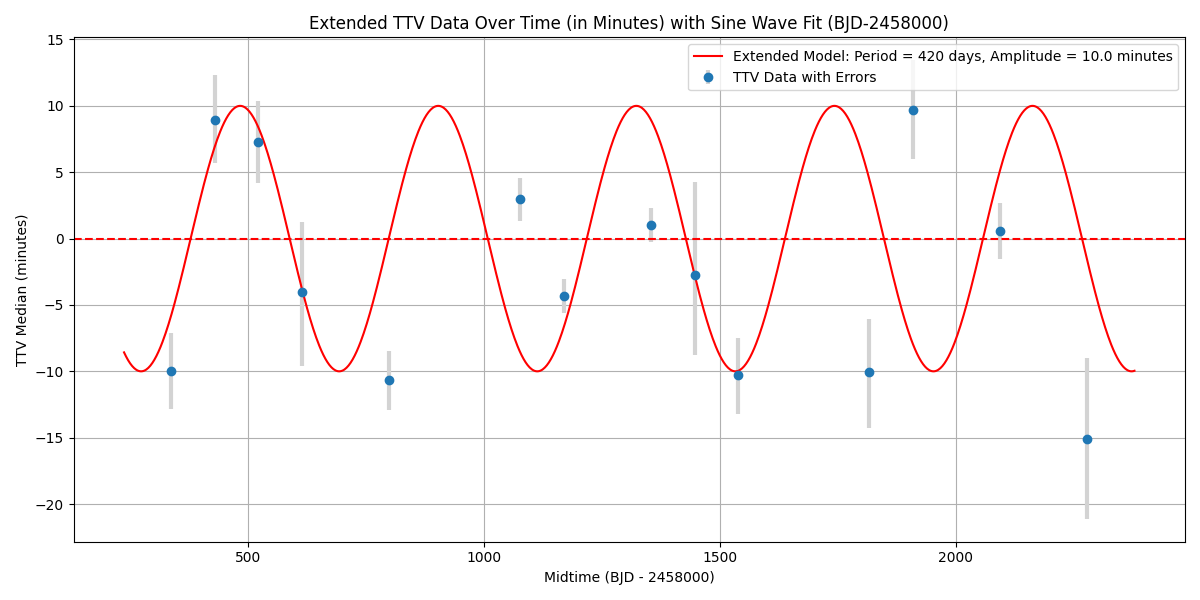 Extended TTV Data Over Time (in Minutes) with Sine Wave Fit (BJD-2458000)
Extended Model: Period = 420 days, Amplitude = 10.0 minutes
TTV Data with Errors
TTV Median (minutes)
15
10
5
0
−5
−10
−15
−20
500
1000
1500
2000
Midtime (BJD - 2458000)